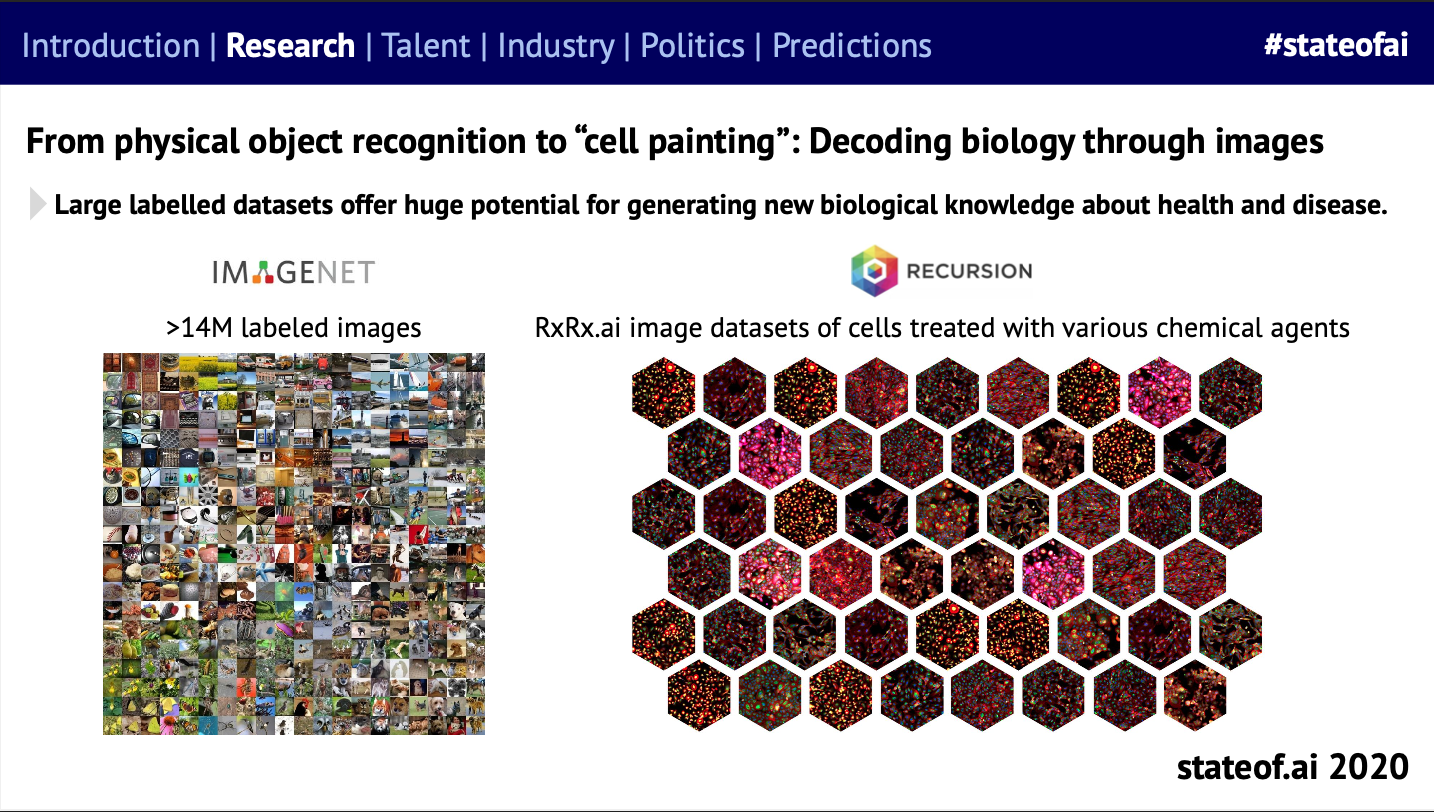 Introduction | Research | Talent | Industry | Politics | Predictions
#stateofai
From physical object recognition to “cell painting”: Decoding biology through images
Large labelled datasets offer huge potential for generating new biological knowledge about health and disease.
IMAGENET
RECURSION
>14M labeled images
RxRx.ai image datasets of cells treated with various chemical agents
stateof.ai 2020